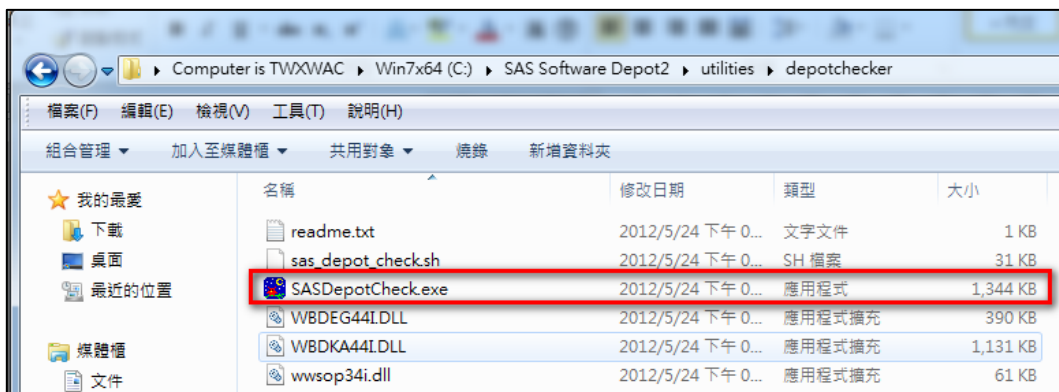 Computer is TWXWAC ▸ Win7x64 (C:) ▸ SAS Software Depot2 ▸ utilities ▸ depotchecker
檔案(F) 編輯(E) 檢視(V) 工具(T) 說明(H)
組合管理 加入至媒體櫃 共用對象 燒錄 新增資料夾
名稱 修改日期 類型 大小
我的最愛
下載
桌面
最近的位置
媒體櫃
文件
readme.txt 2012/5/24 下午 0... 文字文件 1 KB
sas_depot_check.sh 2012/5/24 下午 0... SH 檔案 31 KB
SASDepotCheck.exe 2012/5/24 下午 0... 應用程式 1,344 KB
WBDEG44I.DLL 2012/5/24 下午 0... 應用程式擴充 390 KB
WBDKA44I.DLL 2012/5/24 下午 0... 應用程式擴充 1,131 KB
wwsop34i.dll 2012/5/24 下午 0... 應用程式擴充 61 KB